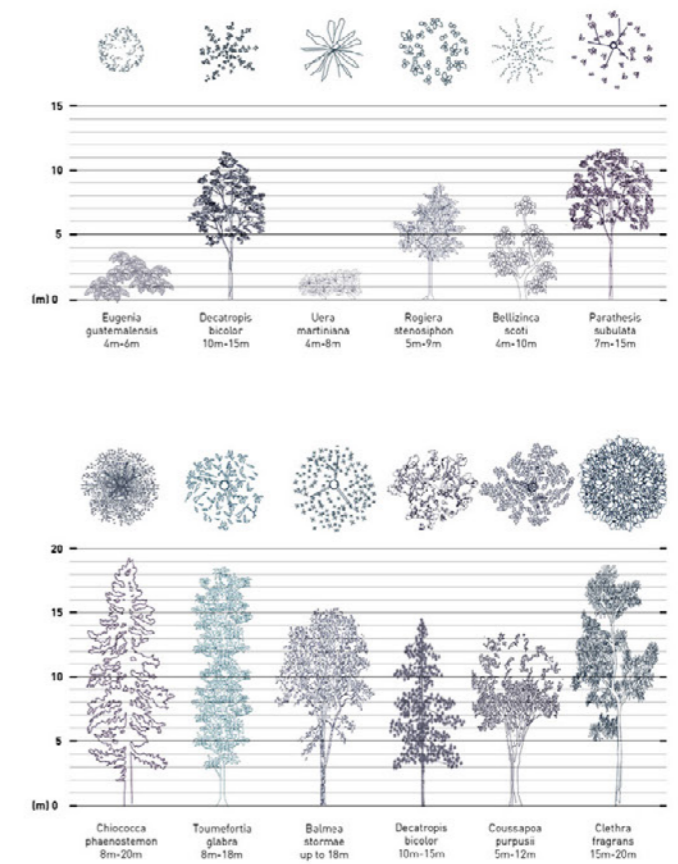 15
10
5
(m) 0
Eugenia
guatemalensis
4m-6m
Decatropis
bicolor
10m-15m
Uera
martiniana
4m-8m
Rogiera
stenosiphon
5m-9m
Bellizinca
scoti
4m-10m
Parathesis
subulata
7m-15m
20
15
10
5
(m) 0
Chiococca
phaenostemon
8m-20m
Tournefortia
glabra
8m-18m
Balmea
stormae
up to 18m
Decatropis
bicolor
10m-15m
Coussapoa
purpusii
5m-12m
Clethra
fragrans
15m-20m